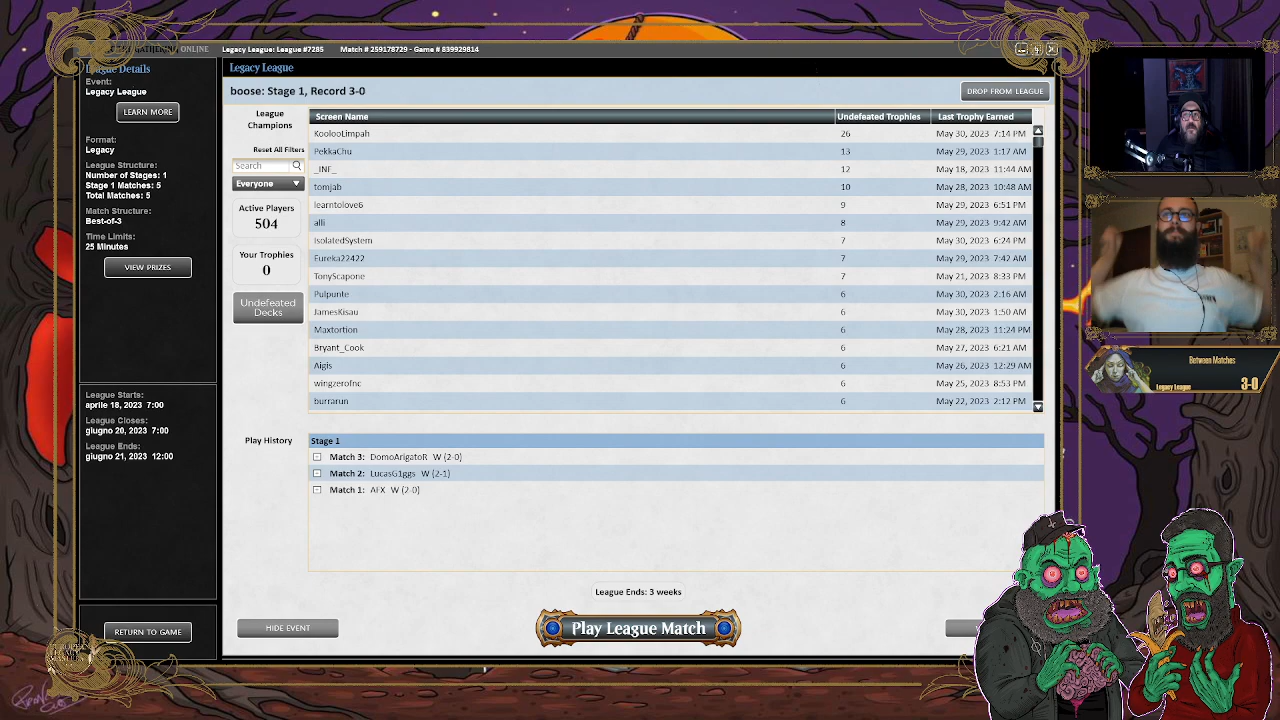 GATHERING ONLINE
Legacy League: League #7285
Match # 259178729 - Game # 839929814
League Details
Event:
Legacy League
LEARN MORE
Format:
Legacy
League Structure:
Number of Stages: 1
Stage 1 Matches: 5
Total Matches: 5
Match Structure:
Best-of-3
Time Limits:
25 Minutes
VIEW PRIZES
League Starts:
aprile 18, 2023 7:00
League Closes:
giugno 20, 2023 7:00
League Ends:
giugno 21, 2023 12:00
RETURN TO GAME
Legacy League
boose: Stage 1, Record 3-0
DROP FROM LEAGUE
League
Champions
Reset All Filters
Search
Everyone
Active Players
504
Your Trophies
0
Undefeated
Decks
Screen Name Undefeated Trophies Last Trophy Earned
KoolooLimpah 26 May 30, 2023 7:14 PM
PekkaChu 13 May 29, 2023 1:17 AM
_INF_ 12 May 18, 2023 11:44 AM
tomjab 10 May 28, 2023 10:48 AM
learntolove6 9 May 29, 2023 6:51 PM
alli 8 May 29, 2023 9:42 AM
IsolatedSystem 7 May 30, 2023 6:24 PM
Eureka22422 7 May 29, 2023 7:42 AM
TonyScapone 7 May 21, 2023 8:33 PM
Pulpunte 6 May 30, 2023 2:16 AM
JamesKisau 6 May 30, 2023 1:50 AM
Maxtortion 6 May 28, 2023 11:24 PM
Bryant_Cook 6 May 27, 2023 6:21 AM
Aigis 6 May 26, 2023 12:29 AM
wingzerofnc 6 May 25, 2023 8:53 PM
burrarun 6 May 22, 2023 2:12 PM
Play History
Stage 1
Match 3: DomoArigatoR W (2-0)
Match 2: LucasG1ggs W (2-1)
Match 1: AFX W (2-0)
League Ends: 3 weeks
HIDE EVENT
Play League Match
Between Matches
Legacy League
3-0